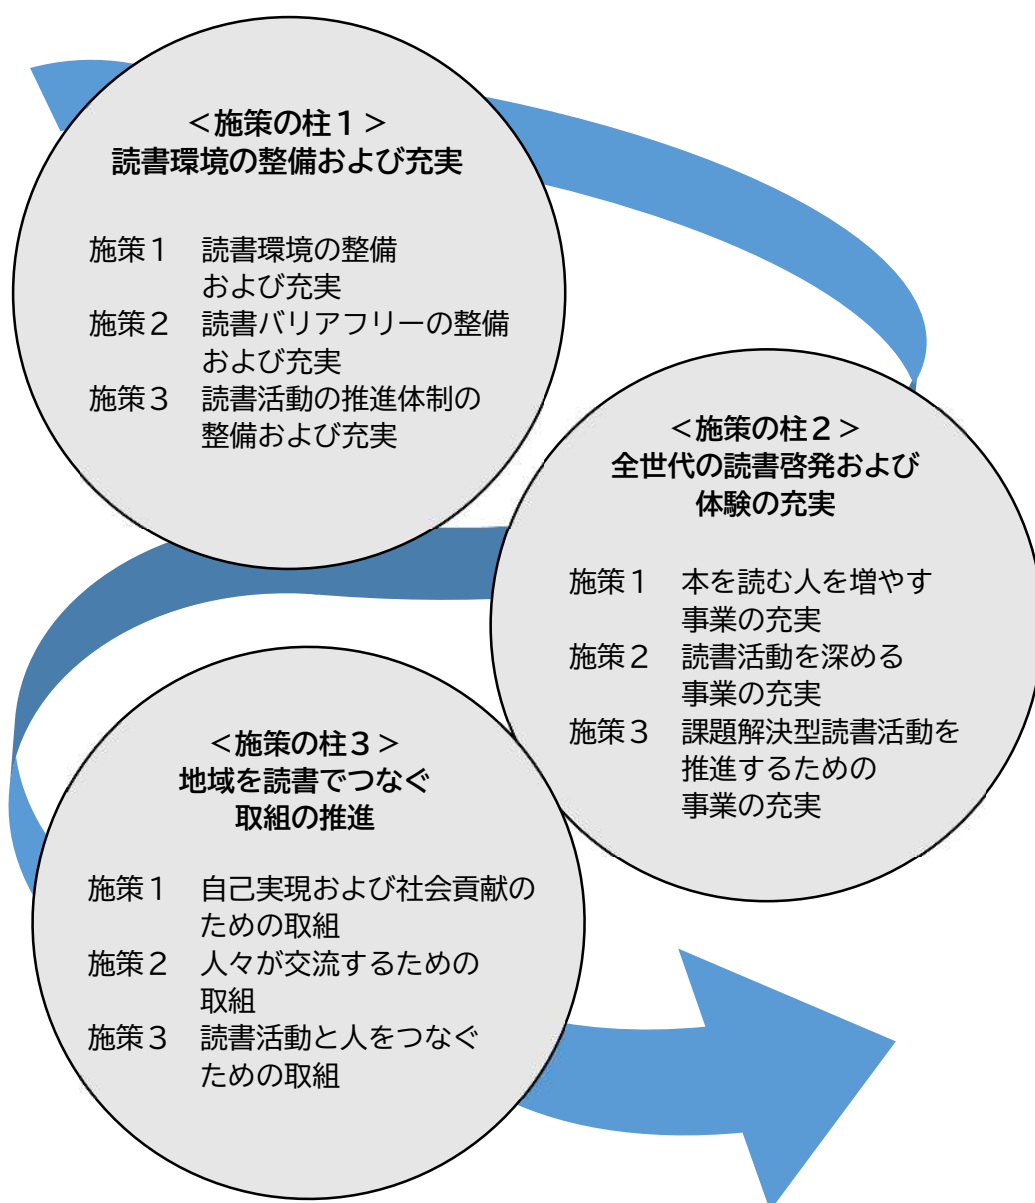 <施策の柱1>
読書環境の整備および充実
施策1 読書環境の整備
および充実
施策2 読書バリアフリーの整備
および充実
施策3 読書活動の推進体制の
整備および充実
<施策の柱2>
全世代の読書啓発および
体験の充実
施策1 本を読む人を増やす
事業の充実
施策2 読書活動を深める
事業の充実
施策3 課題解決型読書活動を
推進するための
事業の充実
<施策の柱3>
地域を読書でつなぐ
取組の推進
施策1 自己実現および社会貢献の
ための取組
施策2 人々が交流するための
取組
施策3 読書活動と人をつなぐ
ための取組